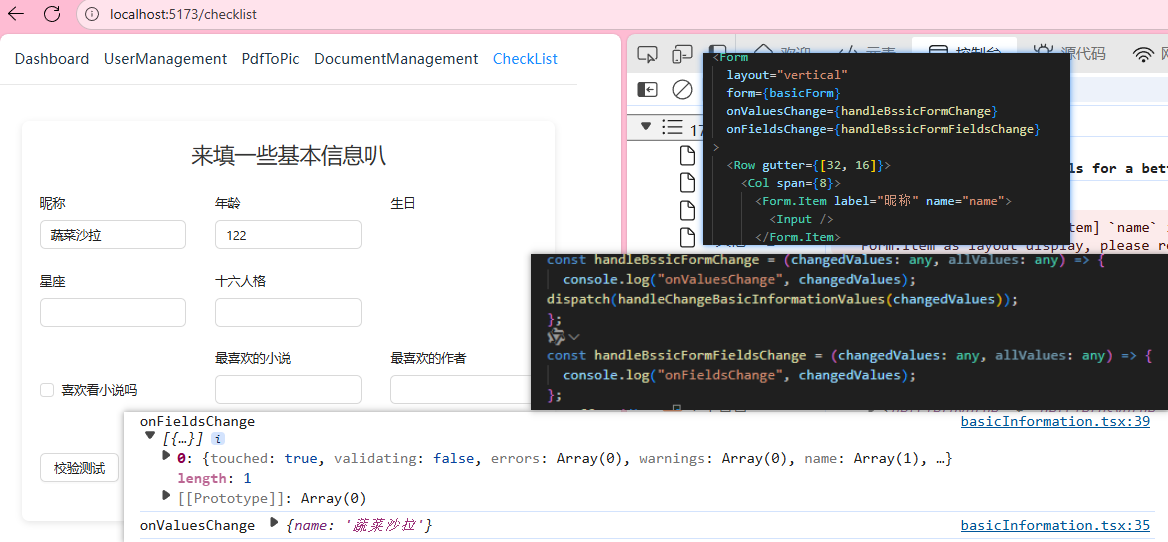 localhost:5173/checklist
Dashboard UserManagement PdfToPic DocumentManagement CheckList
欢迎 元素 控制台 源代码
来填一些基本信息叭
昵称 年龄 生日
蔬菜沙拉 122
星座 十六人格
最喜欢的小说 最喜欢的作者
喜欢看小说吗
校验测试
<Form
layout="vertical"
form={basicForm}
onValuesChange={handleBssicFormChange}
onFieldsChange={handleBssicFormFieldsChange}
>
<Row gutter={[32, 16]}>
<Col span={8}>
<Form.Item label="昵称" name="name">
<Input />
</Form.Item>
ls for a bett
tem] `name`
Form.Item as layout display, please re
const handleBssicFormChange = (changedValues: any, allValues: any) => {
console.log("onValuesChange", changedValues);
dispatch(handleChangeBasicInformationValues(changedValues));
};
const handleBssicFormFieldsChange = (changedValues: any, allValues: any) => {
console.log("onFieldsChange", changedValues);
};
onFieldsChange basicInformation.tsx:39
[{…}] i
0: {touched: true, validating: false, errors: Array(0), warnings: Array(0), name: Array(1), …}
length: 1
[[Prototype]]: Array(0)
onValuesChange {name: '蔬菜沙拉'} basicInformation.tsx:35